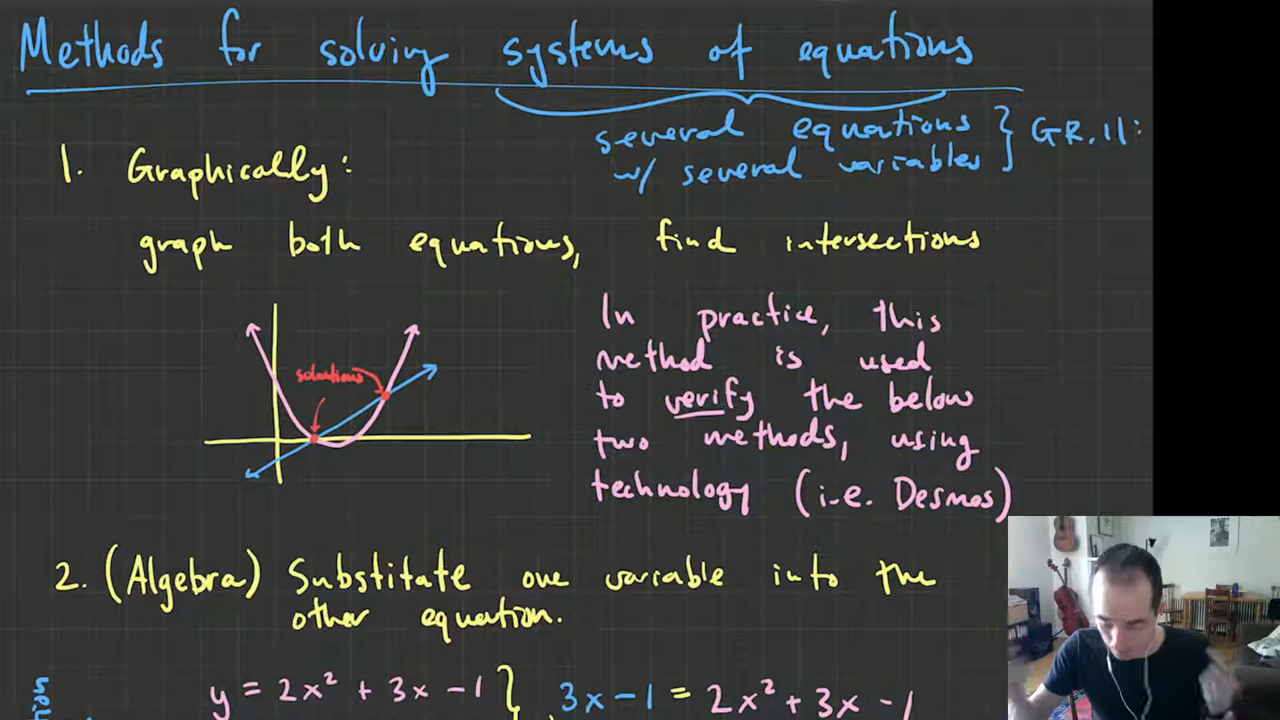 Methods for solving systems of equations
several equations
w/ several variables
GR.11:
1. Graphically:
graph both equations, find intersections
solutions
In practice, this
method is used
to verify the below
two methods, using
technology (i.e. Desmos)
2. (Algebra) Substitute one variable into the
other equation.
y = 2x² + 3x - 1
3x - 1 = 2x² + 3x - 1